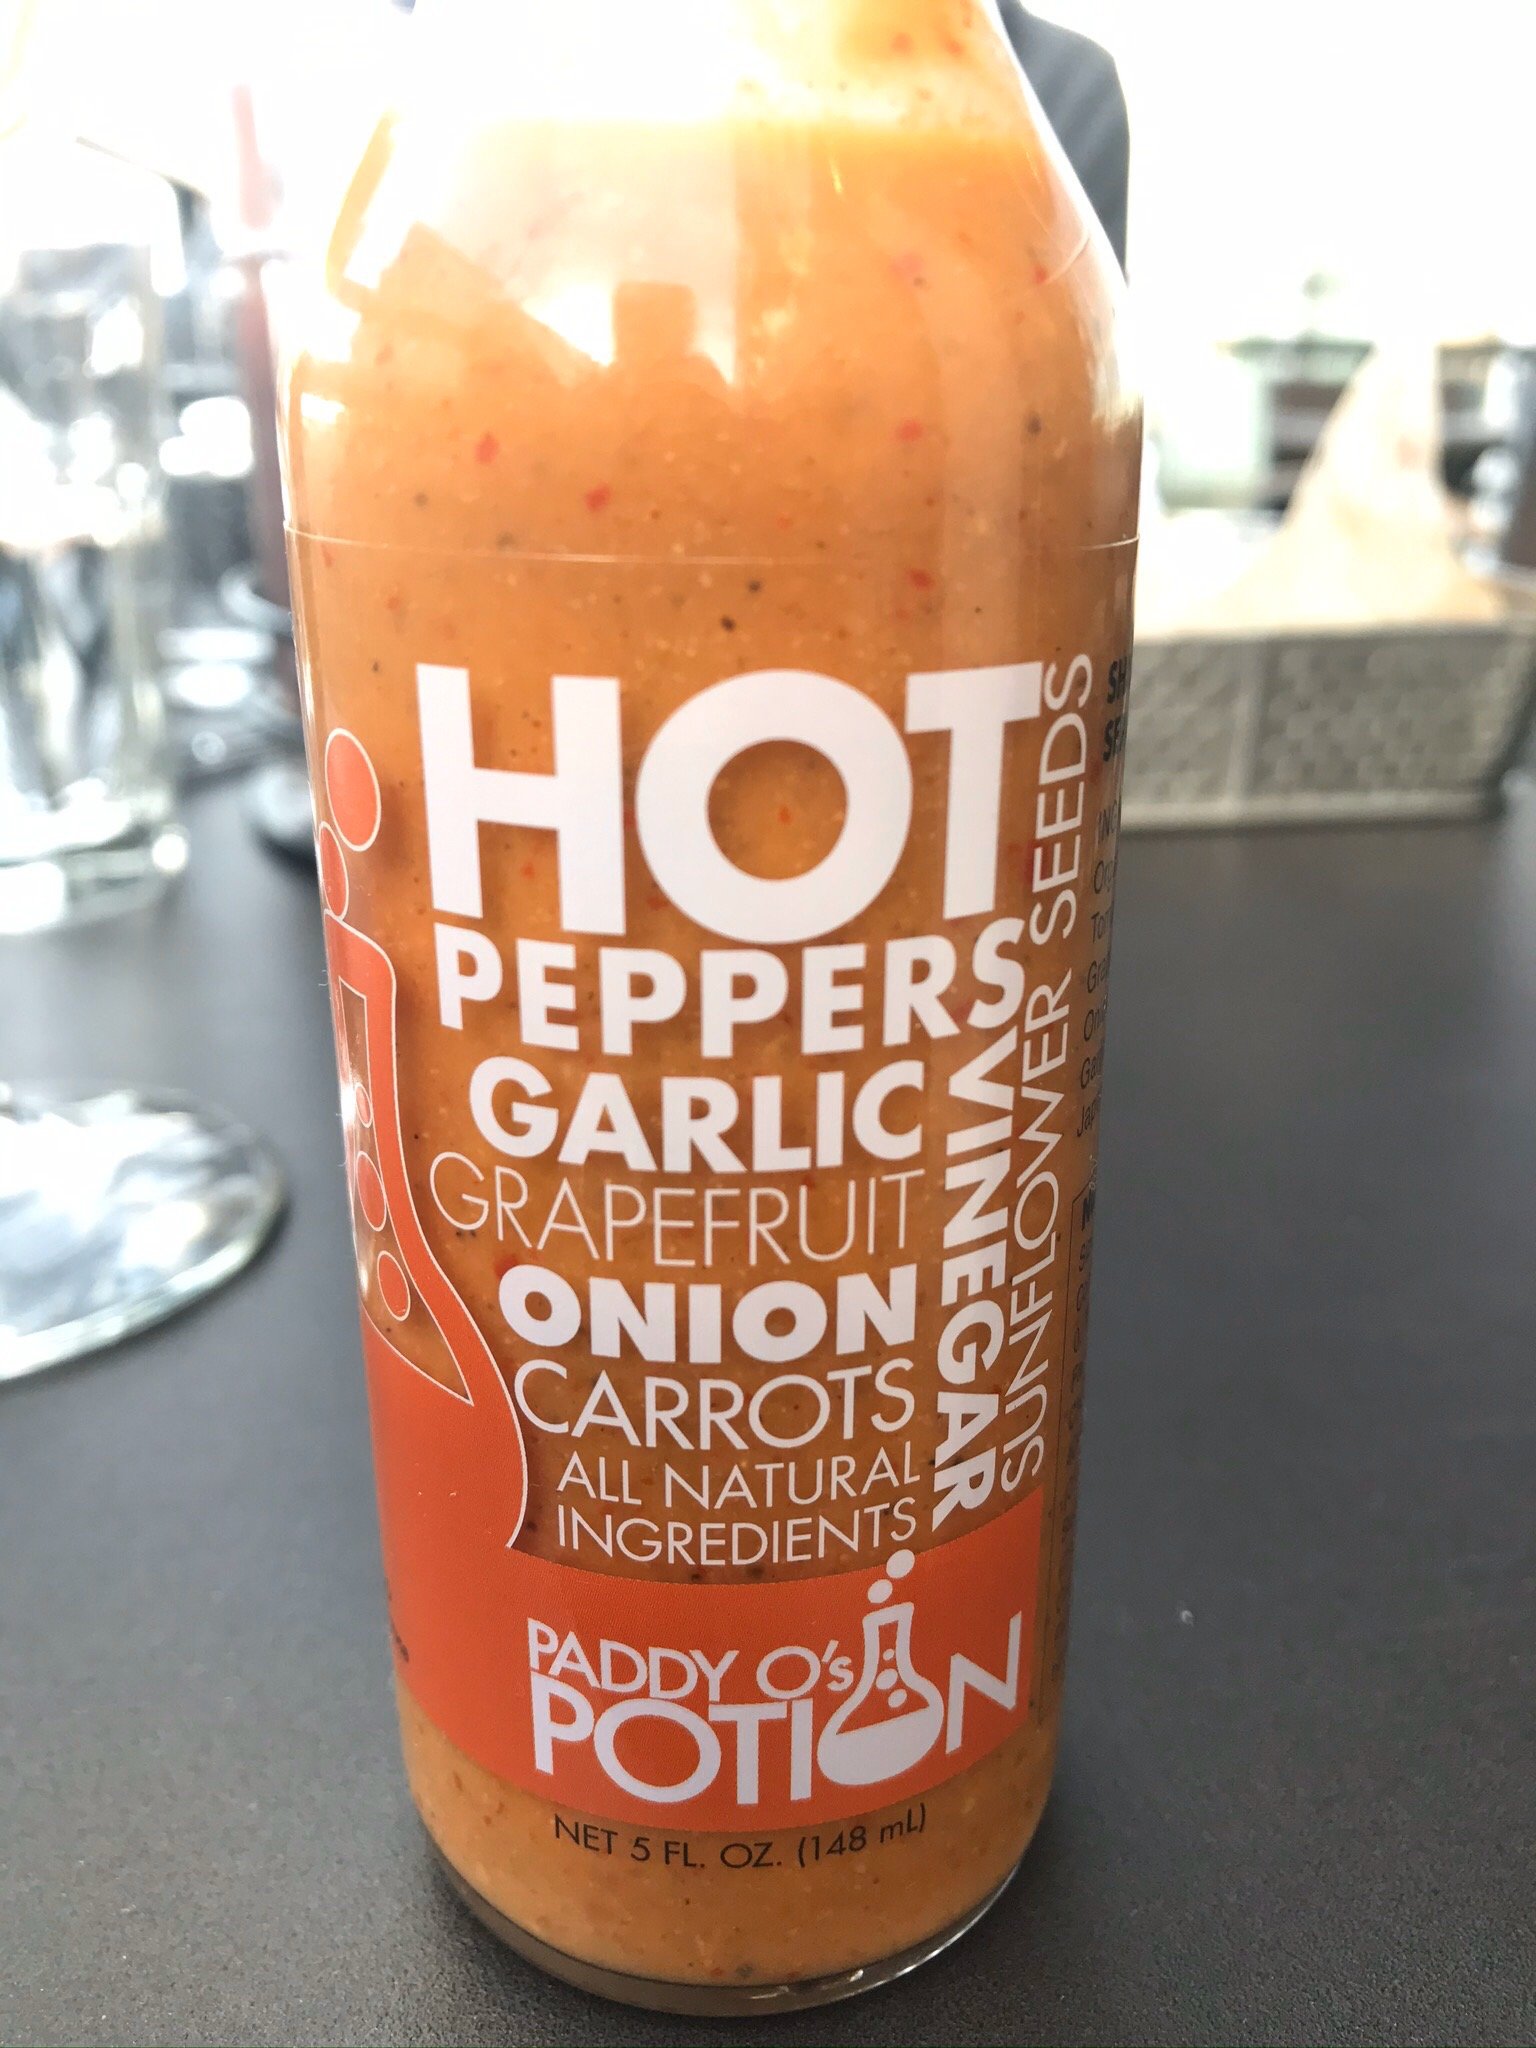 HOT
PEPPERS
GARLIC
GRAPEFRUIT
ONION
CARROTS
ALL NATURAL
INGREDIENTS
VINEGAR
SUNFLOWER SEEDS
PADDY O's
POTION
NET 5 FL. OZ. (148 mL)